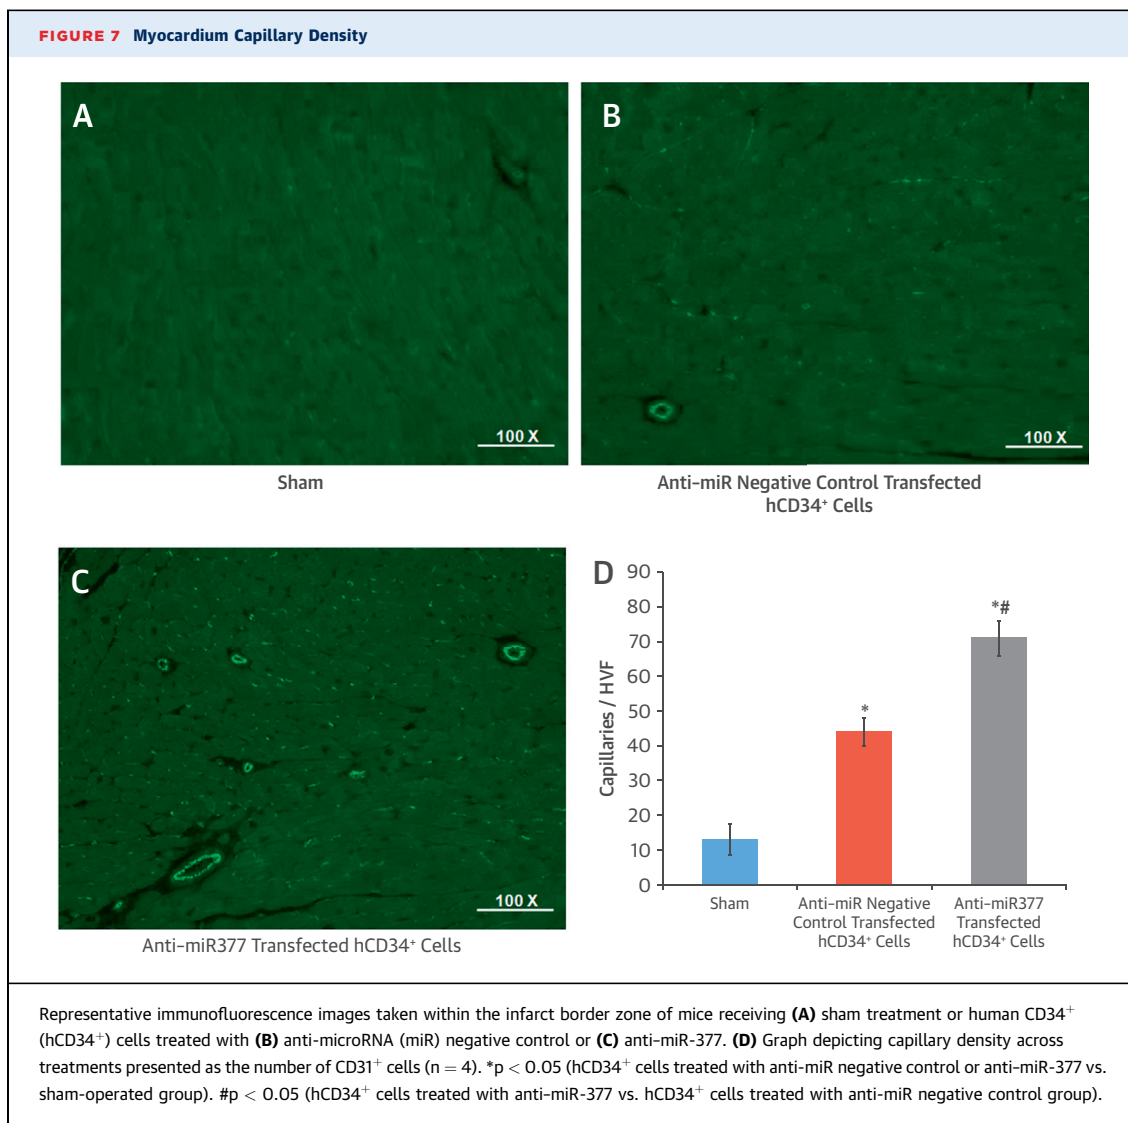 FIGURE 7 Myocardium Capillary Density
A
B
100 X
100 X
Sham
Anti-miR Negative Control Transfected
hCD34⁺ Cells
C
100 X
Anti-miR377 Transfected hCD34⁺ Cells
D
90
80
70
60
50
40
30
20
10
0
Capillaries / HVF
*
*#
Sham
Anti-miR Negative
Control Transfected
hCD34⁺ Cells
Anti-miR377
Transfected
hCD34⁺ Cells
Representative immunofluorescence images taken within the infarct border zone of mice receiving (A) sham treatment or human CD34⁺
(hCD34⁺) cells treated with (B) anti-microRNA (miR) negative control or (C) anti-miR-377. (D) Graph depicting capillary density across
treatments presented as the number of CD31⁺ cells (n = 4). *p < 0.05 (hCD34⁺ cells treated with anti-miR negative control or anti-miR-377 vs.
sham-operated group). #p < 0.05 (hCD34⁺ cells treated with anti-miR-377 vs. hCD34⁺ cells treated with anti-miR negative control group).